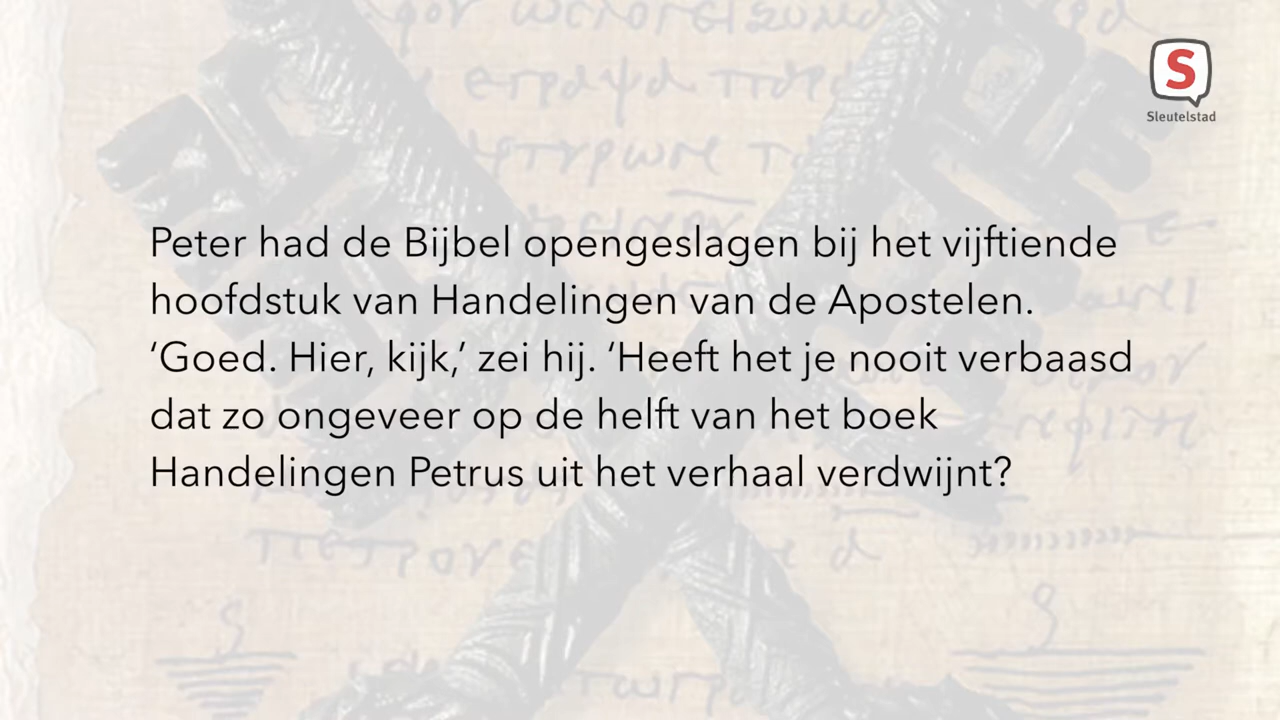 S
Sleutelstad
Peter had de Bijbel opengeslagen bij het vijftiende
hoofdstuk van Handelingen van de Apostelen.
‘Goed. Hier, kijk,’ zei hij. ‘Heeft het je nooit verbaasd
dat zo ongeveer op de helft van het boek
Handelingen Petrus uit het verhaal verdwijnt?